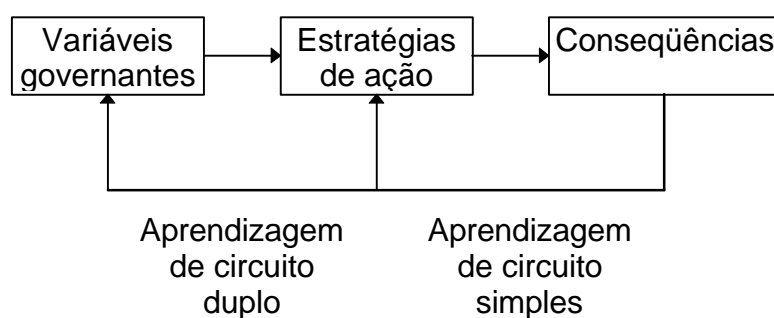 Variáveis
governantes
Estratégias
de ação
Conseqüências
Aprendizagem
de circuito
duplo
Aprendizagem
de circuito
simples